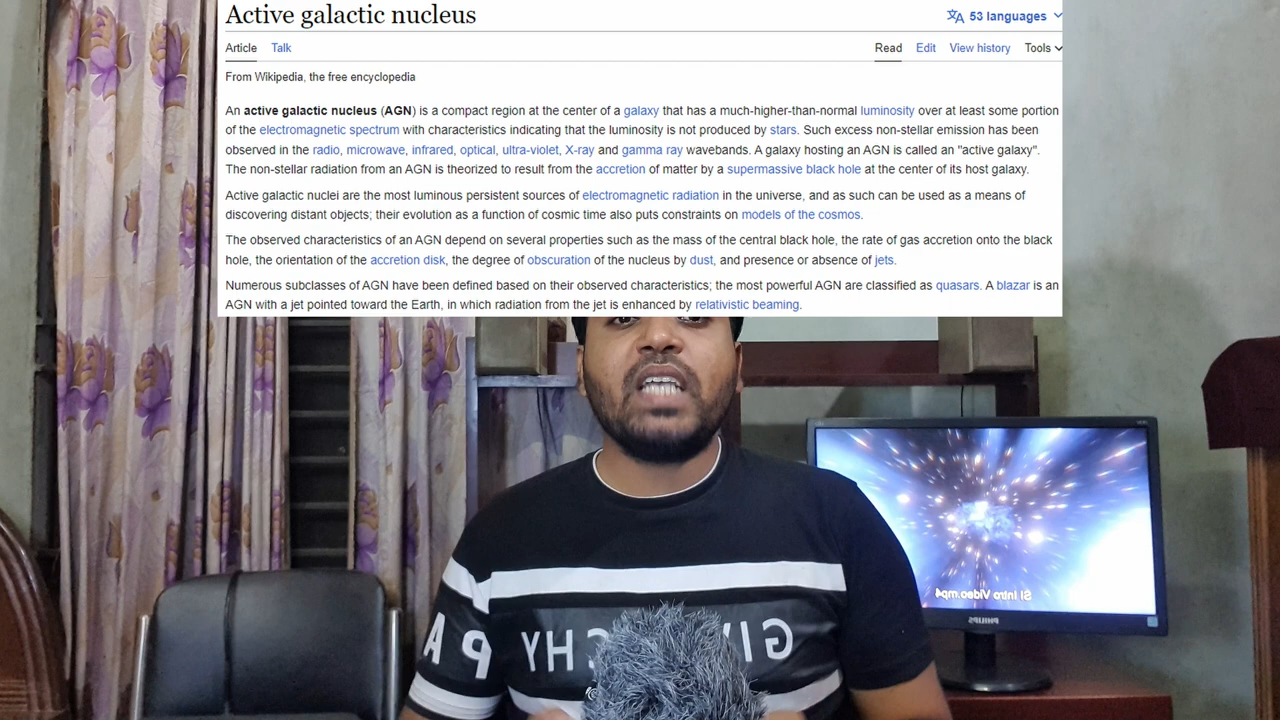 Active galactic nucleus
53 languages
Article Talk Read Edit View history Tools
From Wikipedia, the free encyclopedia
An active galactic nucleus (AGN) is a compact region at the center of a galaxy that has a much-higher-than-normal luminosity over at least some portion
of the electromagnetic spectrum with characteristics indicating that the luminosity is not produced by stars. Such excess non-stellar emission has been
observed in the radio, microwave, infrared, optical, ultra-violet, X-ray and gamma ray wavebands. A galaxy hosting an AGN is called an "active galaxy".
The non-stellar radiation from an AGN is theorized to result from the accretion of matter by a supermassive black hole at the center of its host galaxy.
Active galactic nuclei are the most luminous persistent sources of electromagnetic radiation in the universe, and as such can be used as a means of
discovering distant objects; their evolution as a function of cosmic time also puts constraints on models of the cosmos.
The observed characteristics of an AGN depend on several properties such as the mass of the central black hole, the rate of gas accretion onto the black
hole, the orientation of the accretion disk, the degree of obscuration of the nucleus by dust, and presence or absence of jets.
Numerous subclasses of AGN have been defined based on their observed characteristics; the most powerful AGN are classified as quasars. A blazar is an
AGN with a jet pointed toward the Earth, in which radiation from the jet is enhanced by relativistic beaming.
SI Intro Video.mp4
PHILIPS